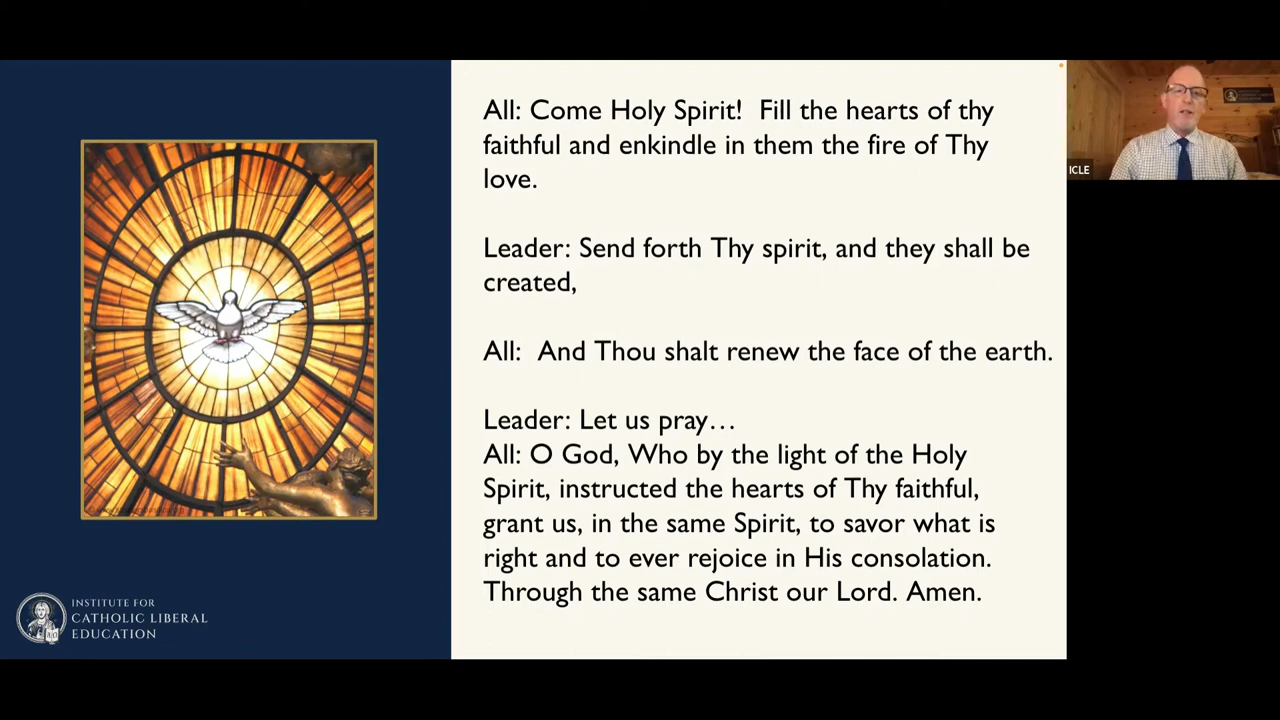 All: Come Holy Spirit!  Fill the hearts of thy
faithful and enkindle in them the fire of Thy
love.
Leader: Send forth Thy spirit, and they shall be
created,
All:  And Thou shalt renew the face of the earth.
Leader: Let us pray…
All: O God, Who by the light of the Holy
Spirit, instructed the hearts of Thy faithful,
grant us, in the same Spirit, to savor what is
right and to ever rejoice in His consolation.
Through the same Christ our Lord. Amen.
INSTITUTE FOR
CATHOLIC LIBERAL
EDUCATION
ICLE